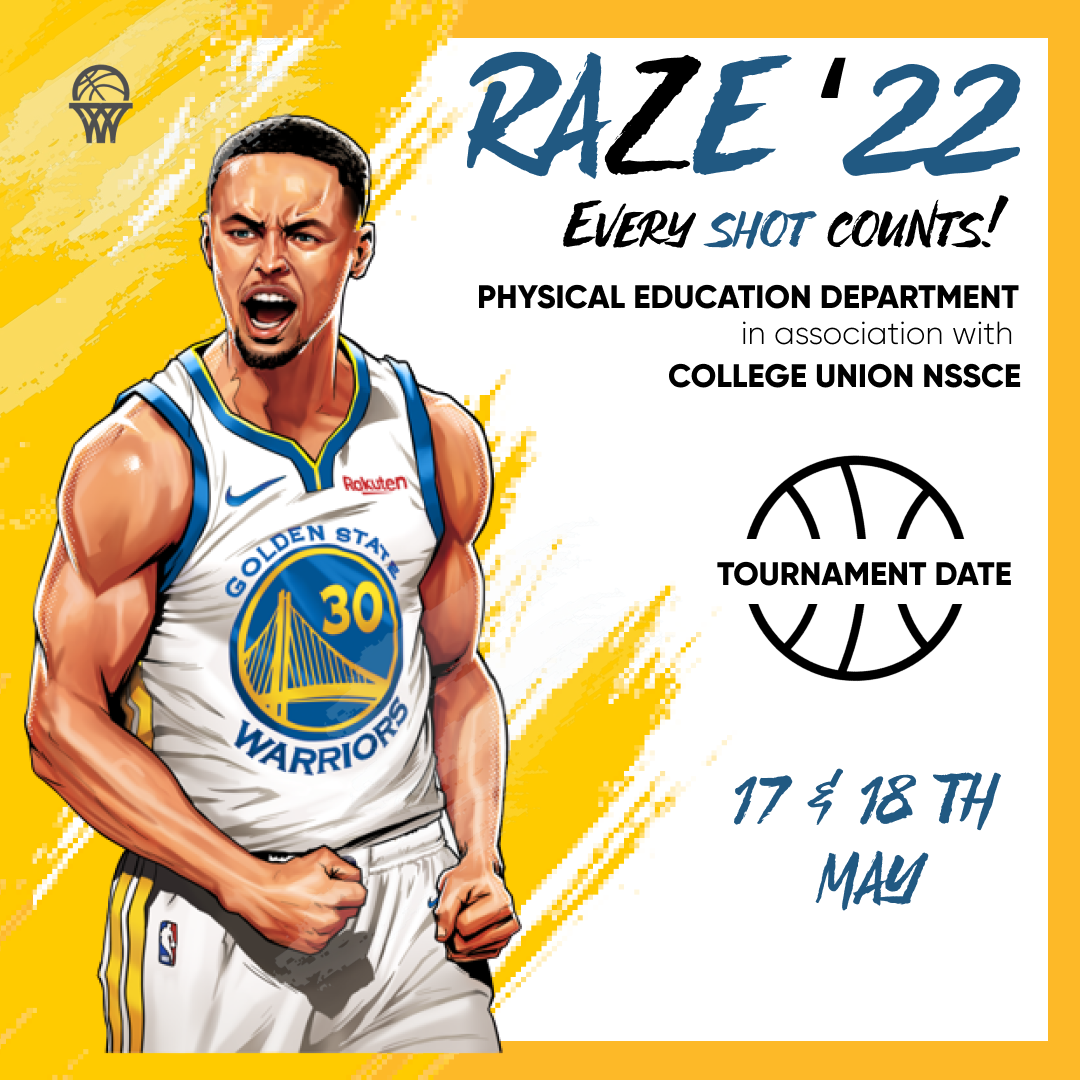 RAZE '22
EVERY SHOT COUNTS!
PHYSICAL EDUCATION DEPARTMENT
in association with
COLLEGE UNION NSSCE
Rakuten
GOLDEN STATE
30
WARRIORS
TOURNAMENT DATE
17 & 18 TH
MAY